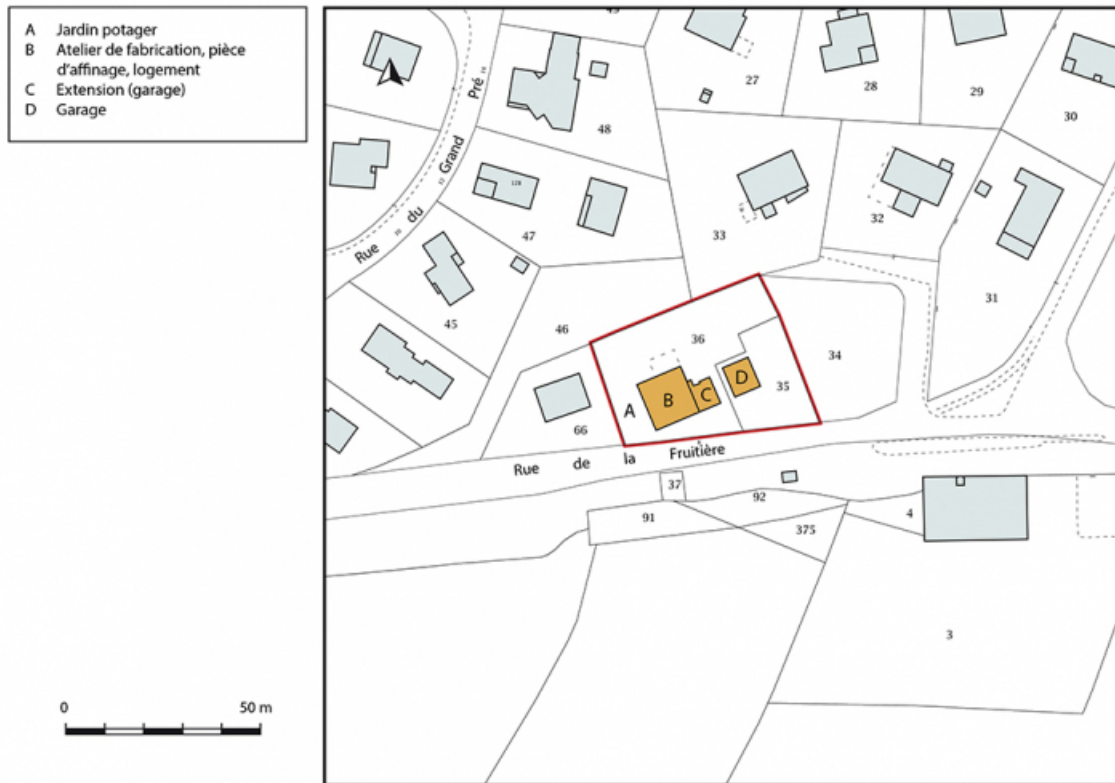 A Jardin potager
B Atelier de fabrication, pièce
d'affinage, logement
C Extension (garage)
D Garage
27
28
29
30
48
Rue du Grand Pré
47
33
32
31
45
46
36
34
35
A
B
C
D
66
Rue de la Fruitière
37
92
91
375
4
3
0 50 m